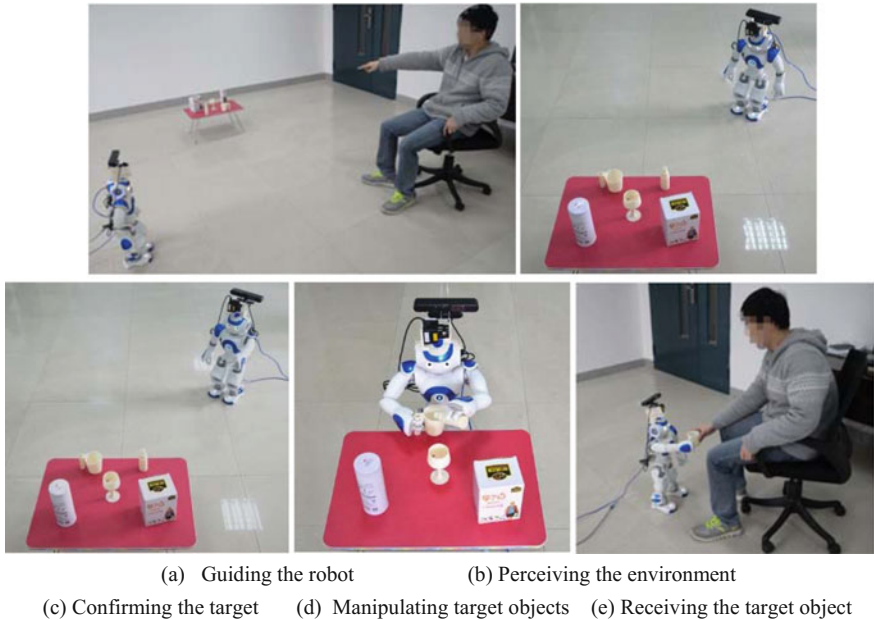 (a) Guiding the robot
(b) Perceiving the environment
(c) Confirming the target
(d) Manipulating target objects
(e) Receiving the target object